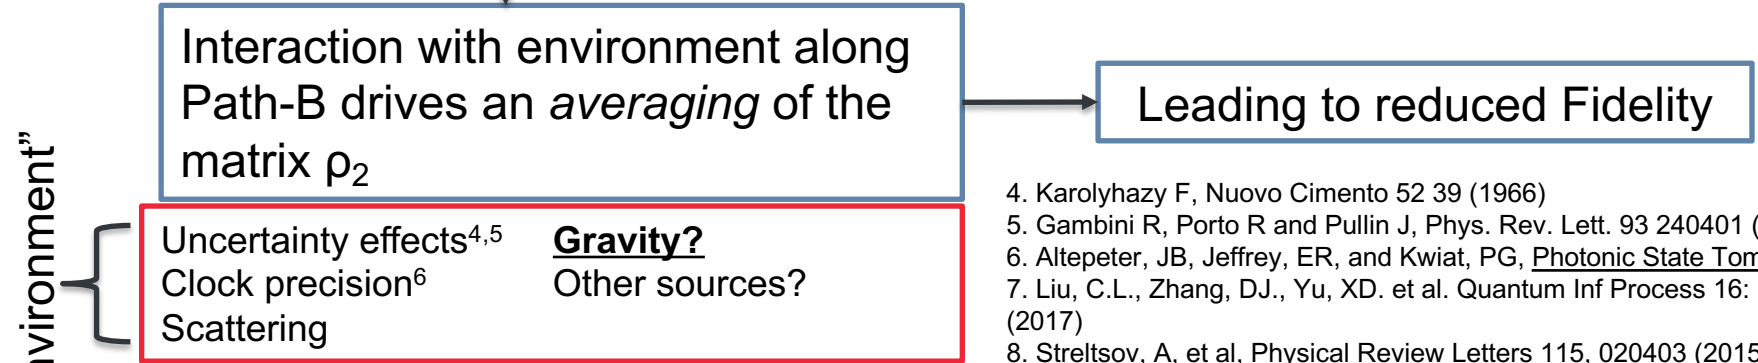 Interaction with environment along
Path-B drives an averaging of the
matrix ρ₂
Leading to reduced Fidelity
nvironment”
Uncertainty effects⁴,⁵ Gravity?
Clock precision⁶ Other sources?
Scattering
4. Karolyhazy F, Nuovo Cimento 52 39 (1966)
5. Gambini R, Porto R and Pullin J, Phys. Rev. Lett. 93 240401 (
6. Altepeter, JB, Jeffrey, ER, and Kwiat, PG, Photonic State Tom
7. Liu, C.L., Zhang, DJ., Yu, XD. et al. Quantum Inf Process 16:
(2017)
8. Streltsov, A, et al, Physical Review Letters 115, 020403 (2015